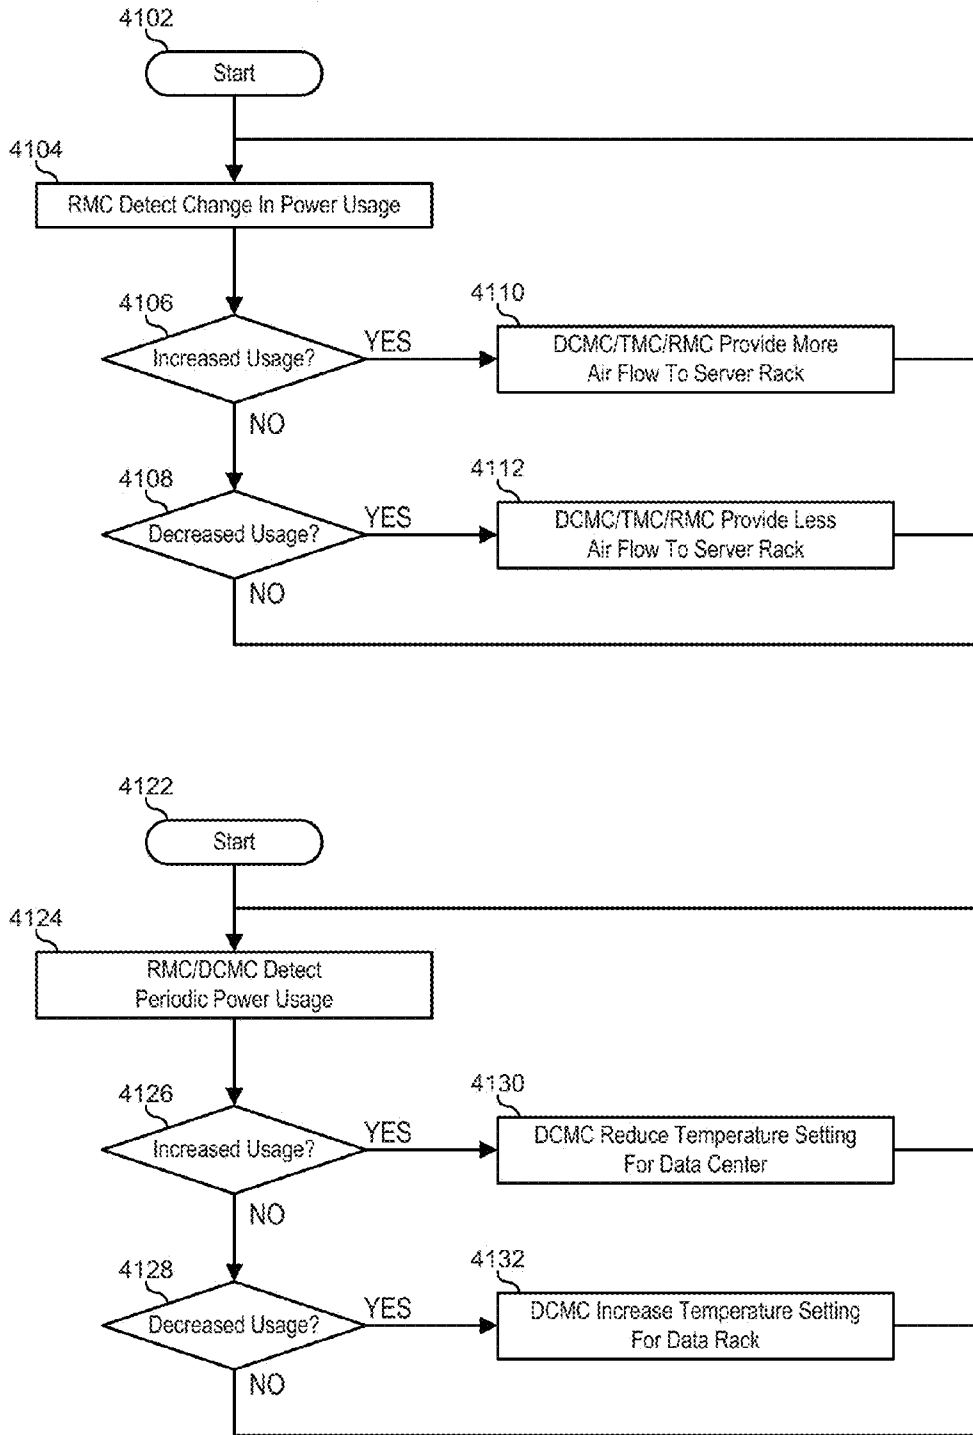 4102
Start
4104
RMC Detect Change In Power Usage
4106
Increased Usage?
YES
4110
DCMC/TMC/RMC Provide More
Air Flow To Server Rack
NO
4108
Decreased Usage?
YES
4112
DCMC/TMC/RMC Provide Less
Air Flow To Server Rack
NO
4122
Start
4124
RMC/DCMC Detect
Periodic Power Usage
4126
Increased Usage?
YES
4130
DCMC Reduce Temperature Setting
For Data Center
NO
4128
Decreased Usage?
YES
4132
DCMC Increase Temperature Setting
For Data Rack
NO